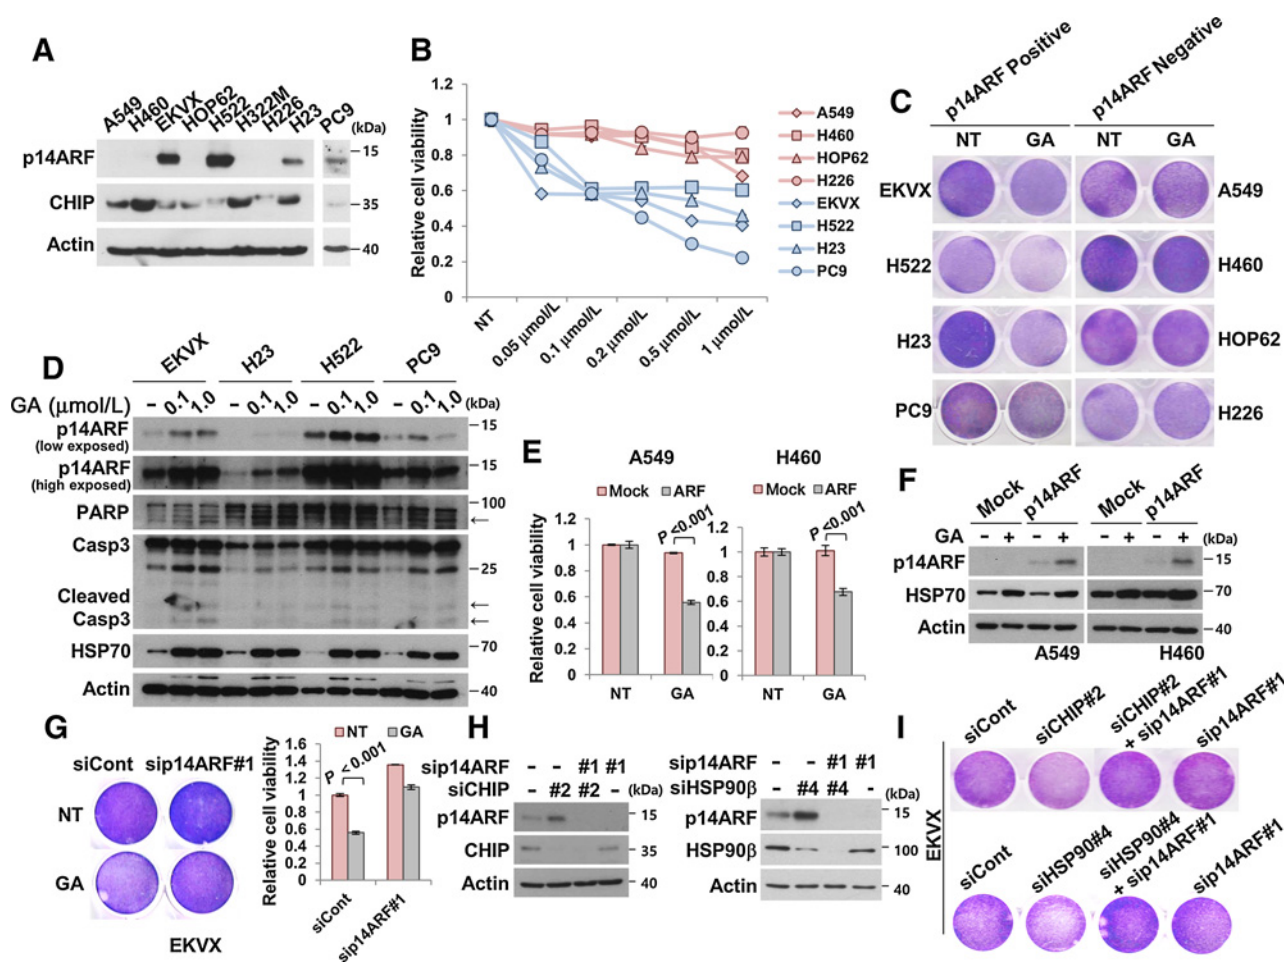 A
A549
H460
EKVX
HOP62
H522
H322M
H226
H23
PC9
(kDa)
p14ARF
15
CHIP
35
Actin
40
B
Relative cell viability
1.2
1
0.8
0.6
0.4
0.2
0
NT
0.05 µmol/L
0.1 µmol/L
0.2 µmol/L
0.5 µmol/L
1 µmol/L
A549
H460
HOP62
H226
EKVX
H522
H23
PC9
C
p14ARF Positive
p14ARF Negative
NT GA NT GA
EKVX A549
H522 H460
H23 HOP62
PC9 H226
D
EKVX H23 H522 PC9
GA (µmol/L) – 0.1 1.0 – 0.1 1.0 – 0.1 1.0 – 0.1 1.0 (kDa)
p14ARF 15
(low exposed)
p14ARF 15
(high exposed)
PARP 100
←
Casp3
25
Cleaved ←
Casp3 ←
HSP70 70
Actin 40
E
A549 H460
Mock ARF Mock ARF
Relative cell viability
P <0.001
P <0.001
1.2 1.2
1 1
0.8 0.8
0.6 0.6
0.4 0.4
0.2 0.2
0 0
NT GA NT GA
F
Mock p14ARF Mock p14ARF
GA – + – + – + – + (kDa)
p14ARF 15
HSP70 70
Actin 40
A549 H460
G
siCont sip14ARF#1
NT
GA
EKVX
NT GA
Relative cell viability
P <0.001
1.6
1.4
1.2
1
0.8
0.6
0.4
0.2
0
siCont
sip14ARF#1
H
sip14ARF – – #1 #1
siCHIP – #2 #2 – (kDa)
p14ARF 15
CHIP 35
Actin 40
sip14ARF – – #1 #1
siHSP90β – #4 #4 – (kDa)
p14ARF 15
HSP90β 100
Actin 40
I
EKVX
siCont
siCHIP#2
siCHIP#2
+ sip14ARF#1
sip14ARF#1
siCont
siHSP90#4
siHSP90#4
+ sip14ARF#1
sip14ARF#1